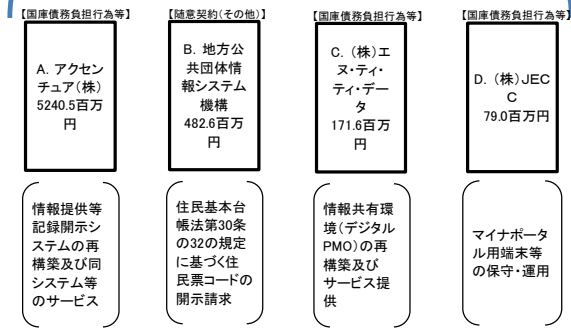 【国庫債務負担行為等】
A. アクセン
チュア(株)
5240.5百万
円
情報提供等
記録開示シ
ステムの再
構築及び同
システム等
のサービス
【随意契約(その他)】
B. 地方公
共団体情
報システム
機構
482.6百万
円
住民基本台
帳法第30条
の32の規定
に基づく住
民票コードの
開示請求
【国庫債務負担行為等】
C. (株)エ
ヌ・ティ・
ティ・デー
タ
171.6百万
円
情報共有環
境(デジタル
PMO)の再
構築及び
サービス提
供
【国庫債務負担行為等】
D. (株)JEC
C
79.0百万円
マイナポータ
ル用端末等
の保守・運用